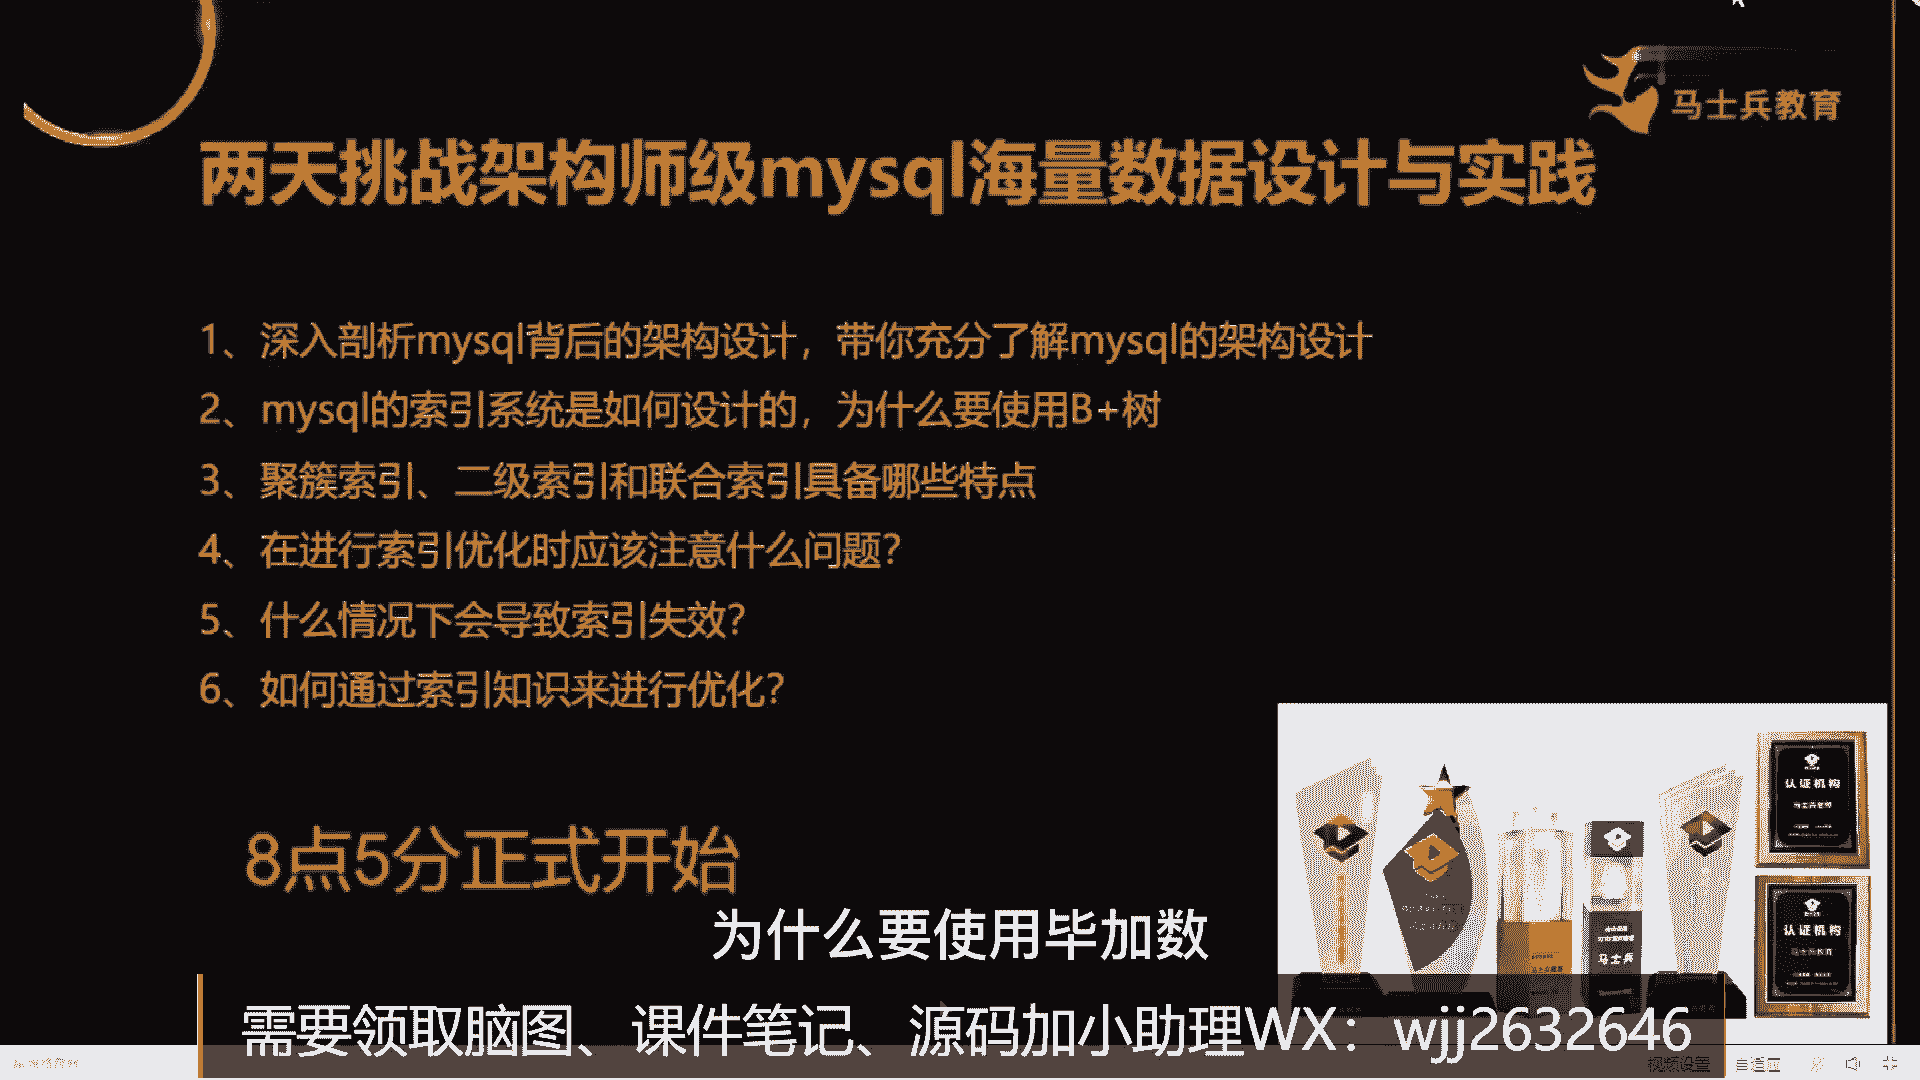 马士兵教育
两天挑战架构师级mysql海量数据设计与实践
1、深入剖析mysql背后的架构设计，带你充分了解mysql的架构设计
2、mysql的索引系统是如何设计的，为什么要使用B+树
3、聚簇索引、二级索引和联合索引具备哪些特点
4、在进行索引优化时应该注意什么问题？
5、什么情况下会导致索引失效？
6、如何通过索引知识来进行优化？
8点5分正式开始
认证机构
认证机构
马士兵
为什么要使用毕加数
需要领取脑图、课件笔记、源码加小助理WX：wjj2632646
视频设置
自适应